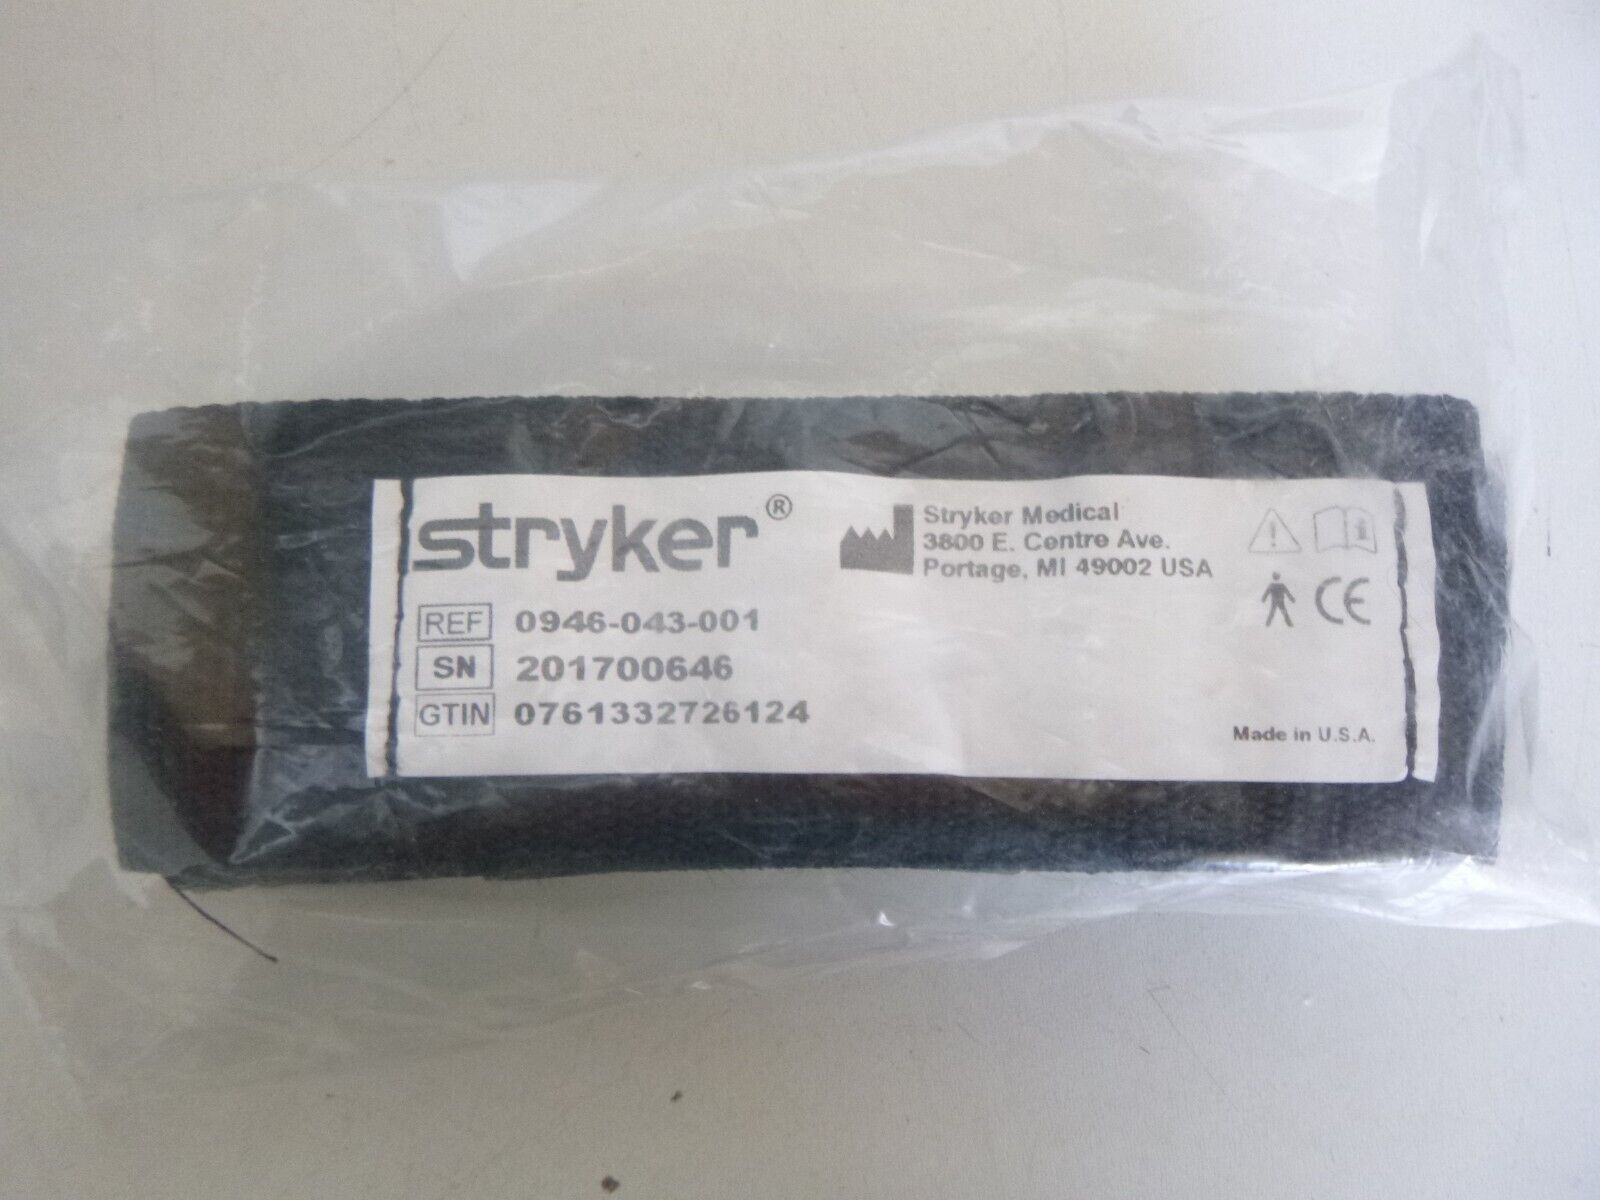 stryker®
Stryker Medical
3800 E. Centre Ave.
Portage, MI 49002 USA
REF 0946-043-001
SN 201700646
GTIN 0761332726124
CE
Made in U.S.A.